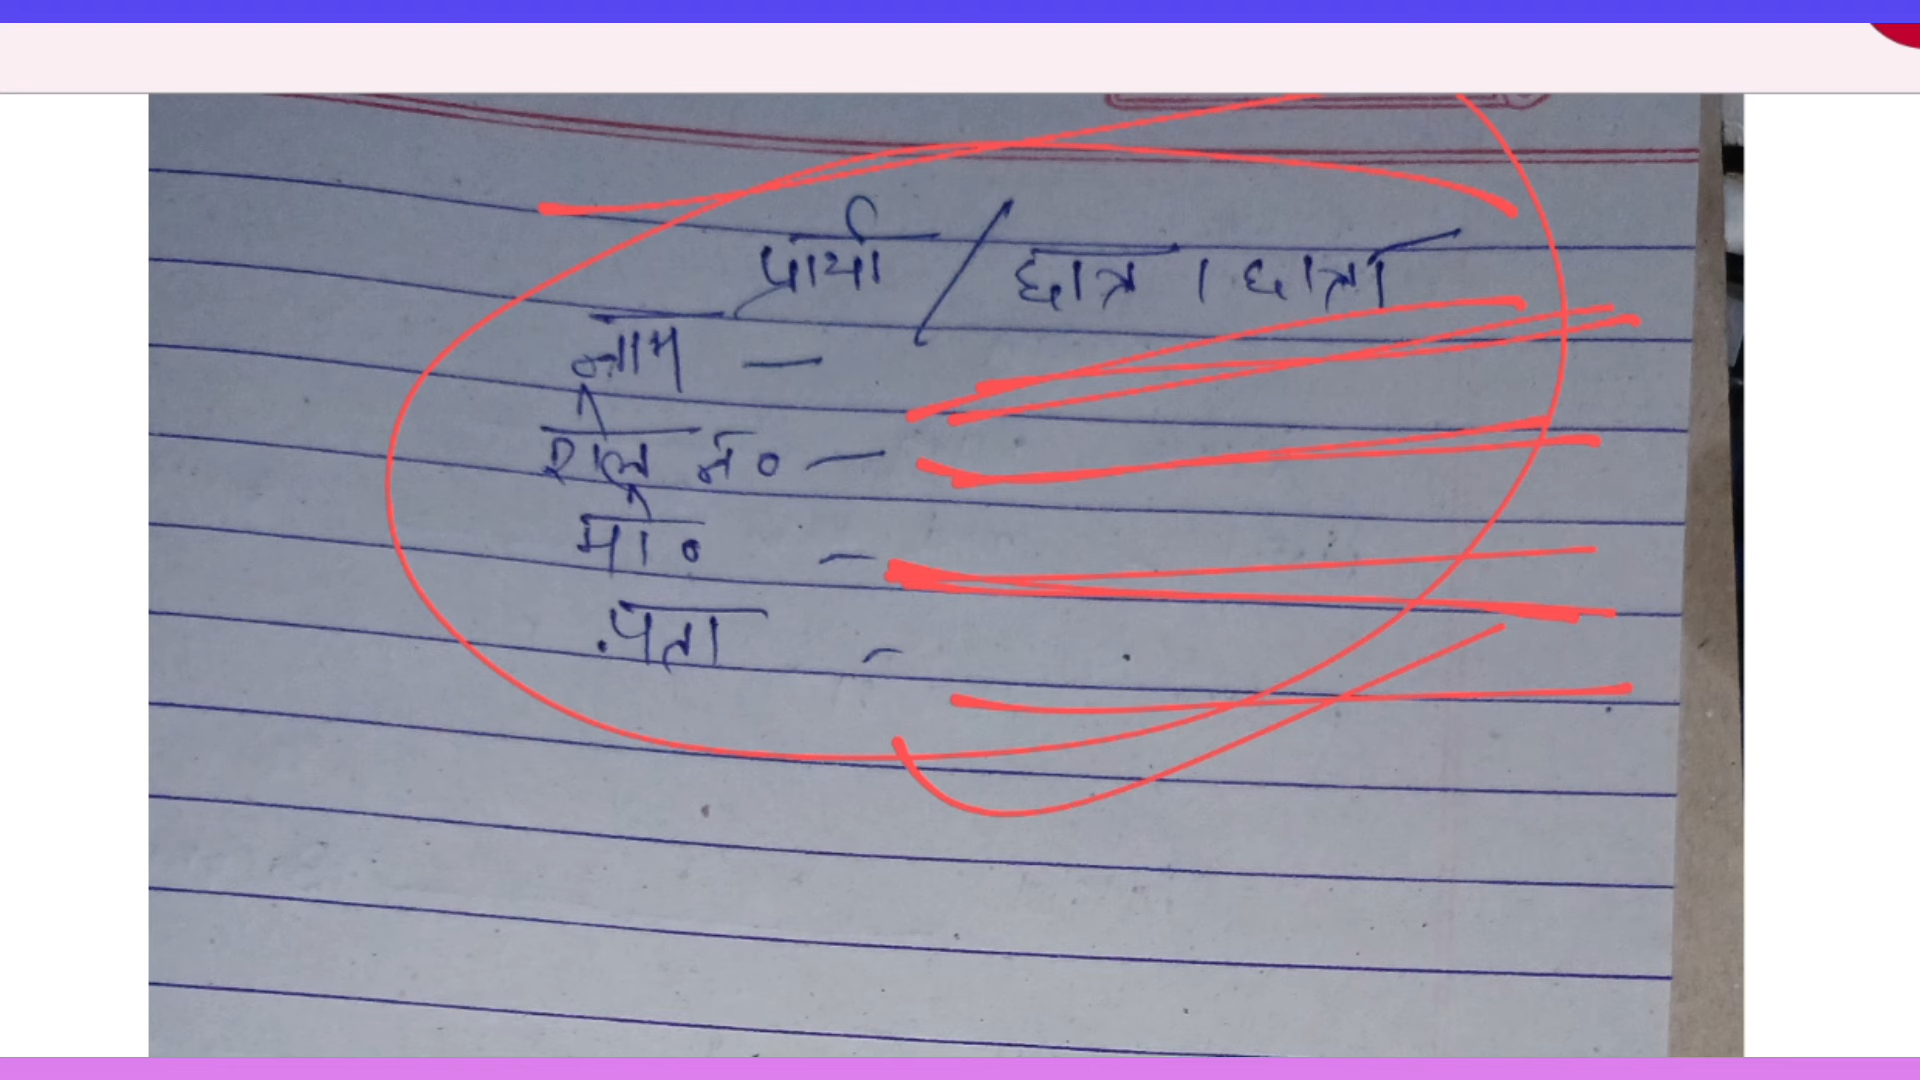 प्रार्थी / छात्र । छात्रा
नाम —
रोल नं० —
मो० —
पता -